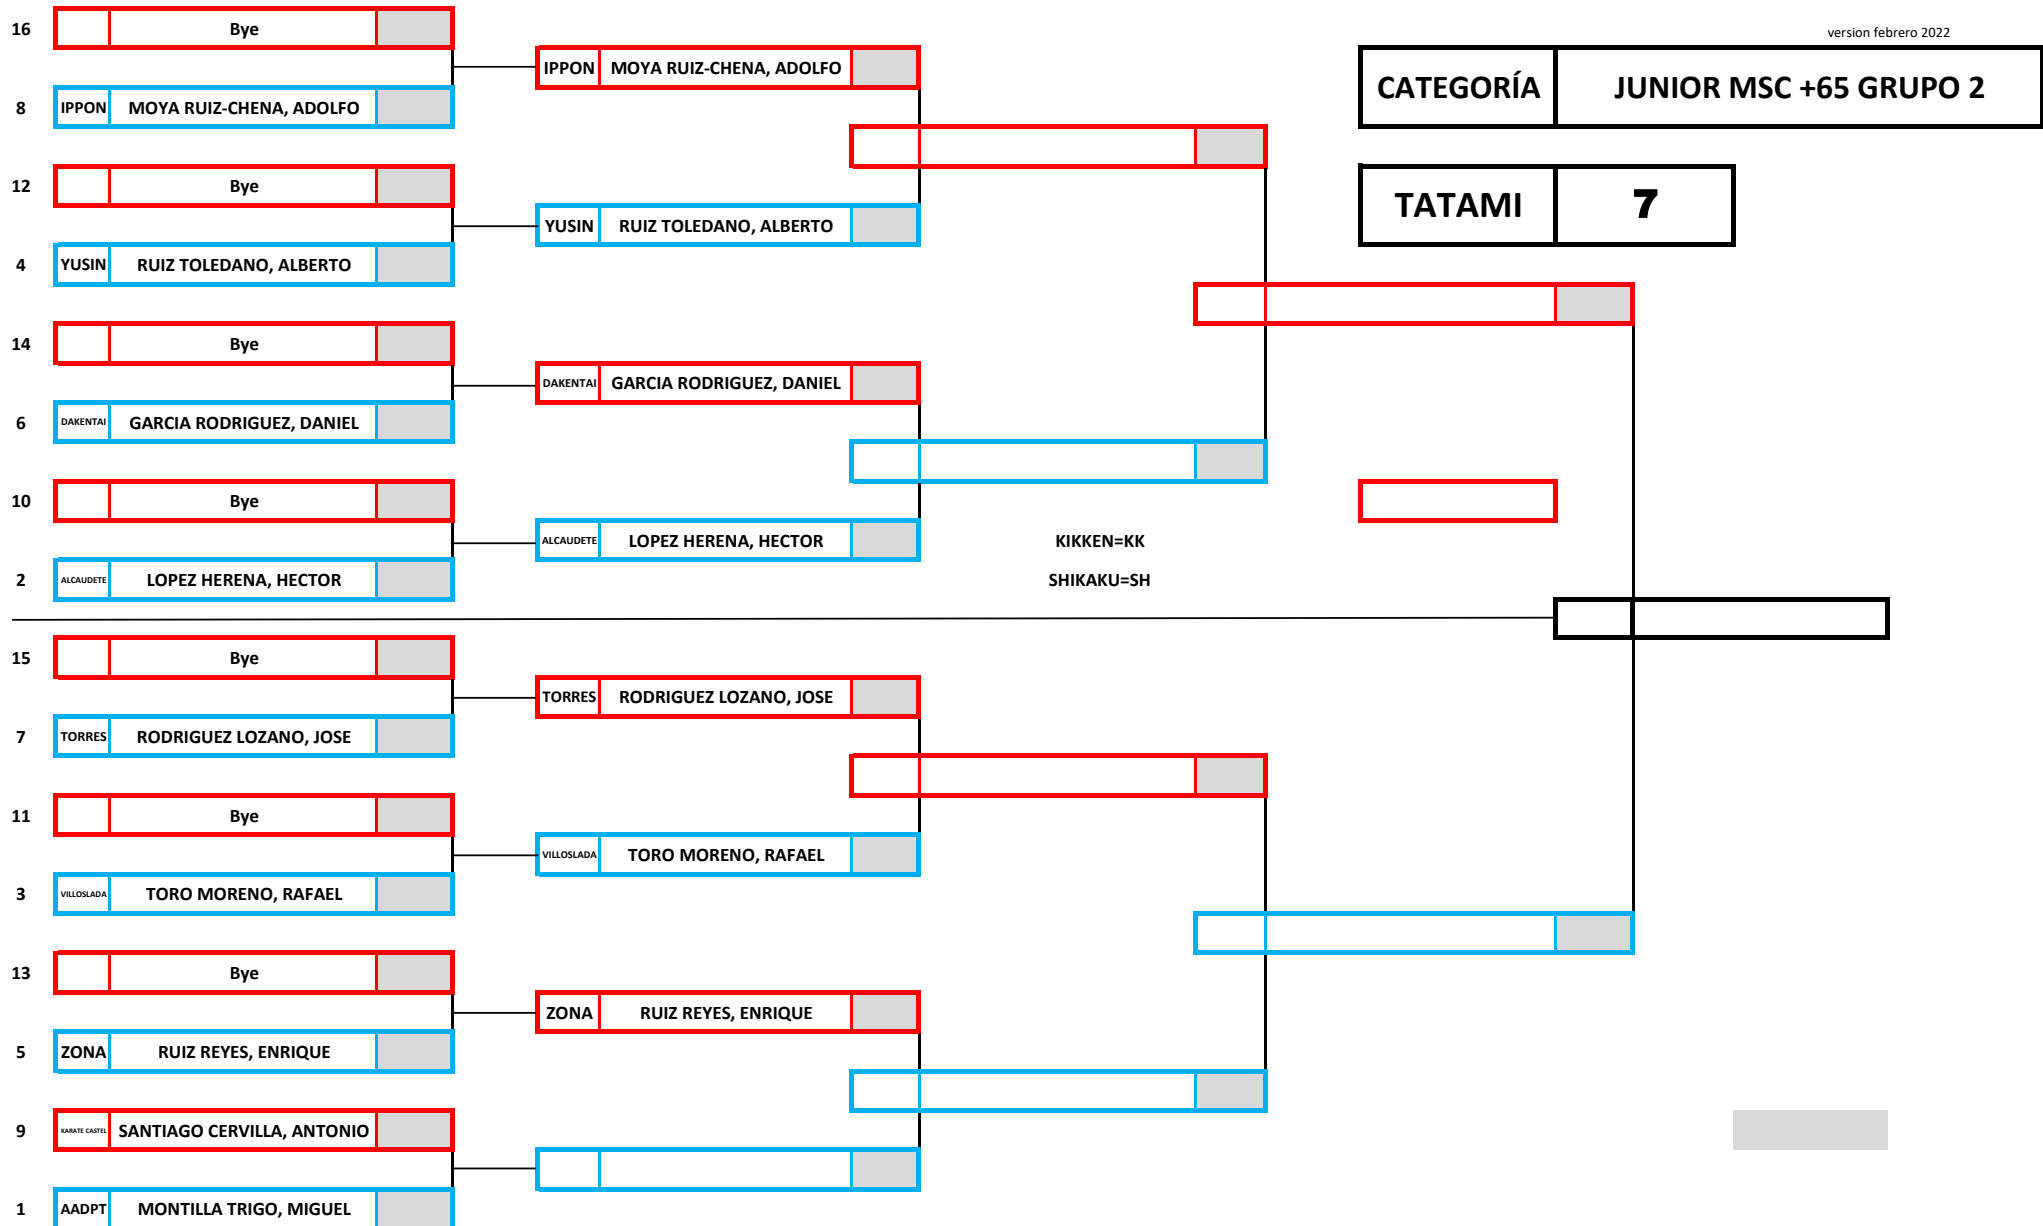 version febrero 2022
CATEGORÍA JUNIOR MSC +65 GRUPO 2
TATAMI 7
16 Bye
IPPON MOYA RUIZ-CHENA, ADOLFO
8 IPPON MOYA RUIZ-CHENA, ADOLFO
12 Bye
YUSIN RUIZ TOLEDANO, ALBERTO
4 YUSIN RUIZ TOLEDANO, ALBERTO
14 Bye
DAKENTAI GARCIA RODRIGUEZ, DANIEL
6 DAKENTAI GARCIA RODRIGUEZ, DANIEL
10 Bye
ALCAUDETE LOPEZ HERENA, HECTOR
KIKKEN=KK
2 ALCAUDETE LOPEZ HERENA, HECTOR
SHIKAKU=SH
15 Bye
TORRES RODRIGUEZ LOZANO, JOSE
7 TORRES RODRIGUEZ LOZANO, JOSE
11 Bye
VILLOSLADA TORO MORENO, RAFAEL
3 VILLOSLADA TORO MORENO, RAFAEL
13 Bye
ZONA RUIZ REYES, ENRIQUE
5 ZONA RUIZ REYES, ENRIQUE
9 KARATE CASTEL SANTIAGO CERVILLA, ANTONIO
1 AADPT MONTILLA TRIGO, MIGUEL